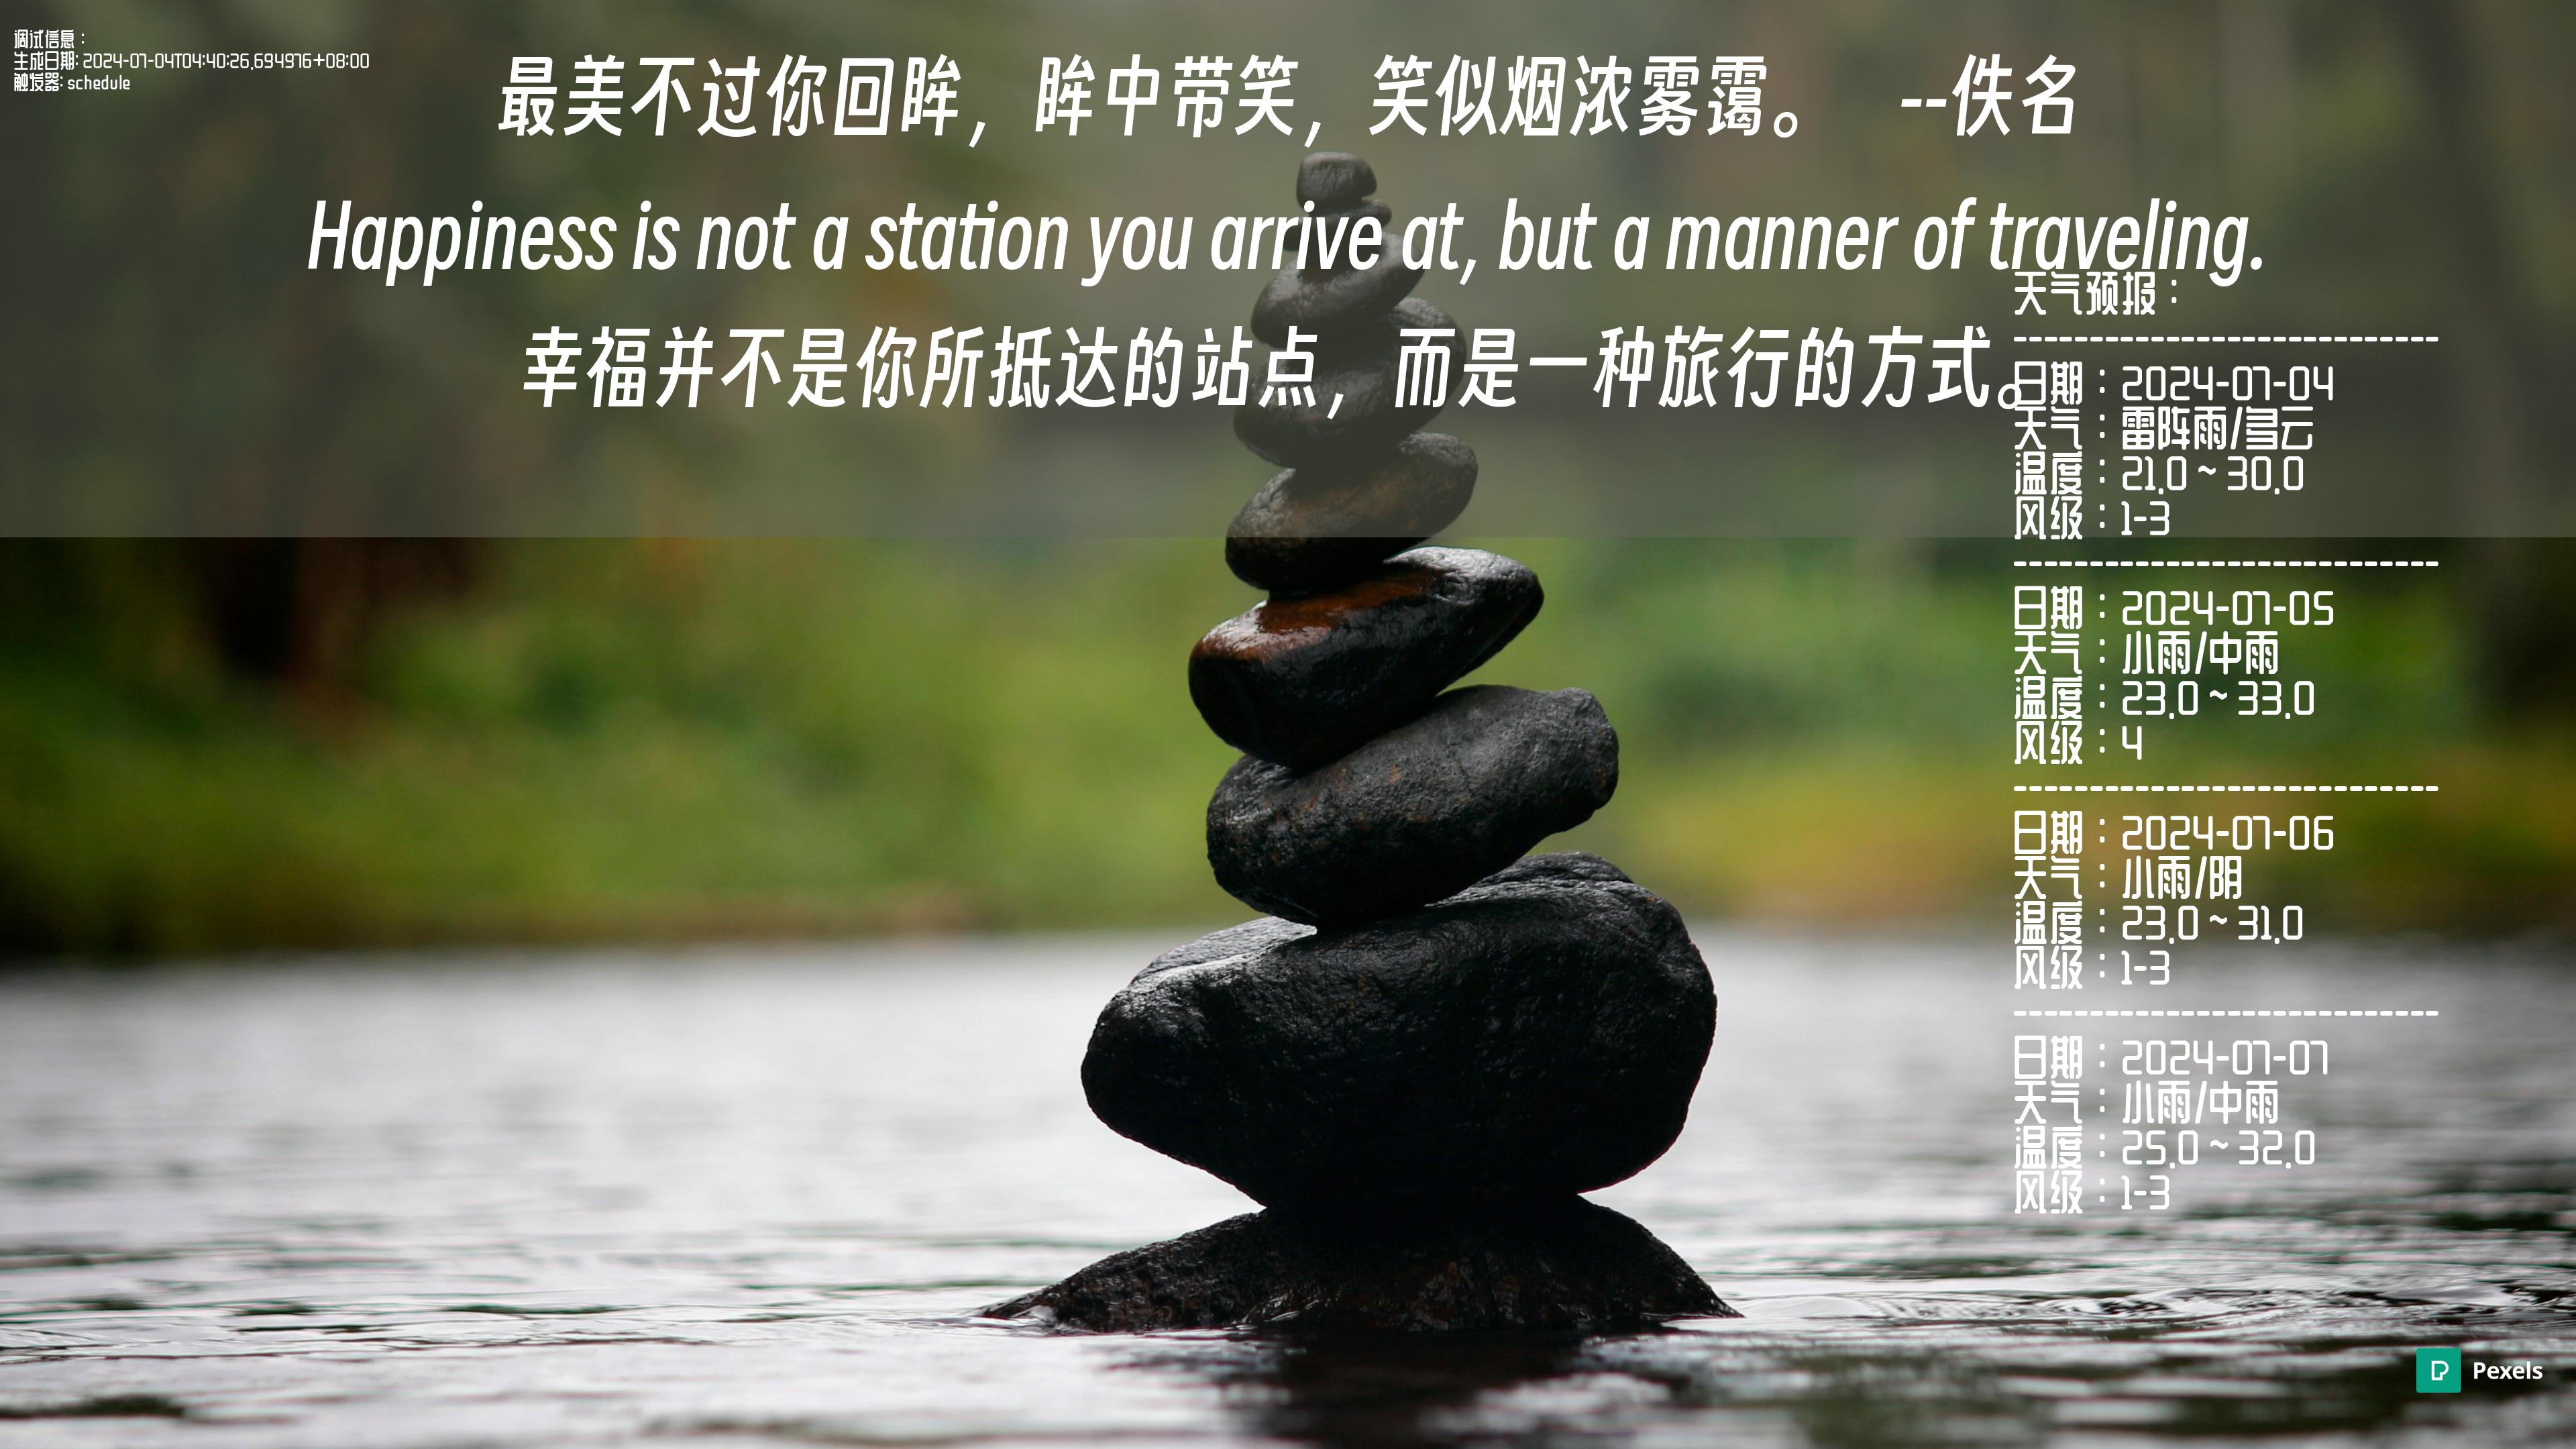 调试信息：
生成日期: 2024-07-04T04:40:26.694976+08:00
触发器: schedule
最美不过你回眸，眸中带笑，笑似烟浓雾霭。 --佚名
Happiness is not a station you arrive at, but a manner of traveling.
幸福并不是你所抵达的站点，而是一种旅行的方式。
天气预报：
----------------------------
日期：2024-07-04
天气：雷阵雨/多云
温度：21.0 ~ 30.0
风级：1-3
----------------------------
日期：2024-07-05
天气：小雨/中雨
温度：23.0 ~ 33.0
风级：4
----------------------------
日期：2024-07-06
天气：小雨/阴
温度：23.0 ~ 31.0
风级：1-3
----------------------------
日期：2024-07-07
天气：小雨/中雨
温度：25.0 ~ 32.0
风级：1-3
Pexels